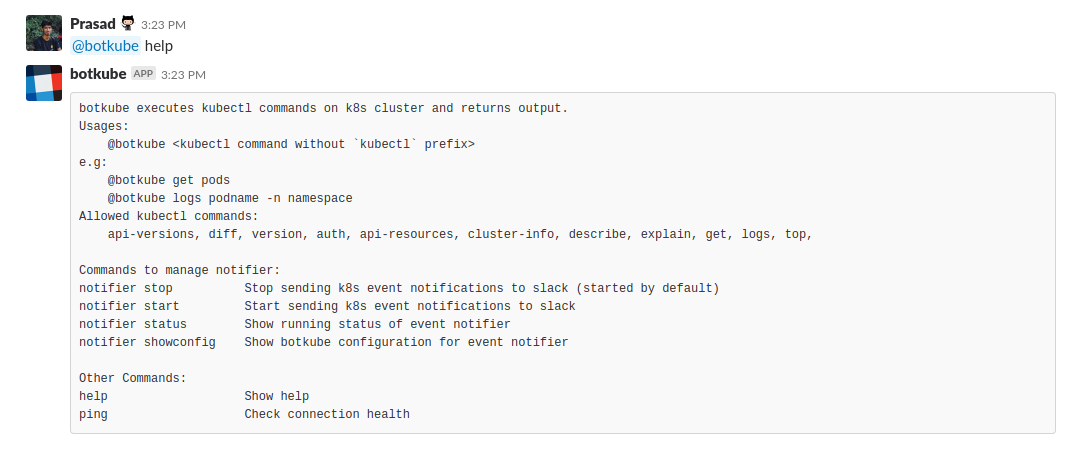 Prasad 3:23 PM
@botkube help
botkube APP 3:23 PM
botkube executes kubectl commands on k8s cluster and returns output.
Usages:
    @botkube <kubectl command without `kubectl` prefix>
e.g:
    @botkube get pods
    @botkube logs podname -n namespace
Allowed kubectl commands:
    api-versions, diff, version, auth, api-resources, cluster-info, describe, explain, get, logs, top,
Commands to manage notifier:
notifier stop          Stop sending k8s event notifications to slack (started by default)
notifier start         Start sending k8s event notifications to slack
notifier status        Show running status of event notifier
notifier showconfig    Show botkube configuration for event notifier
Other Commands:
help                   Show help
ping                   Check connection health